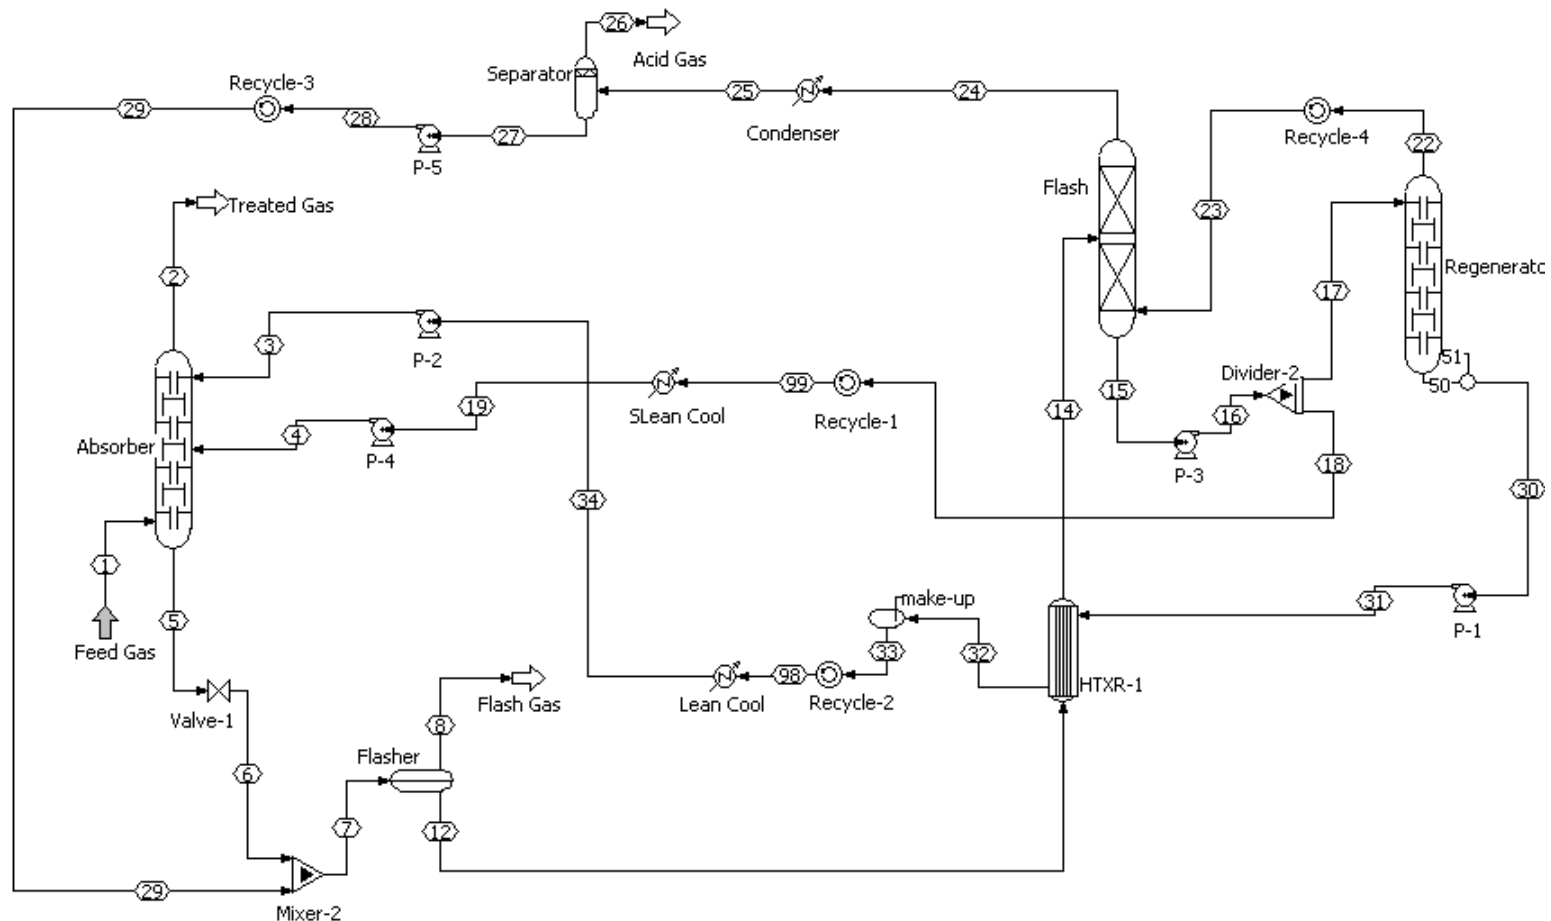 26
Acid Gas
Separator
Recycle-3
29
28
27
25
24
P-5
Condenser
Recycle-4
22
Flash
23
Treated Gas
2
17
Regenerato
3
P-2
51
50
Divider-2
99
19
SLean Cool
Recycle-1
14
15
16
4
P-4
Absorber
P-3
18
34
30
1
5
Feed Gas
make-up
31
P-1
33
32
98
HTXR-1
Lean Cool
Recycle-2
Flash Gas
Valve-1
8
Flasher
6
7
12
29
Mixer-2